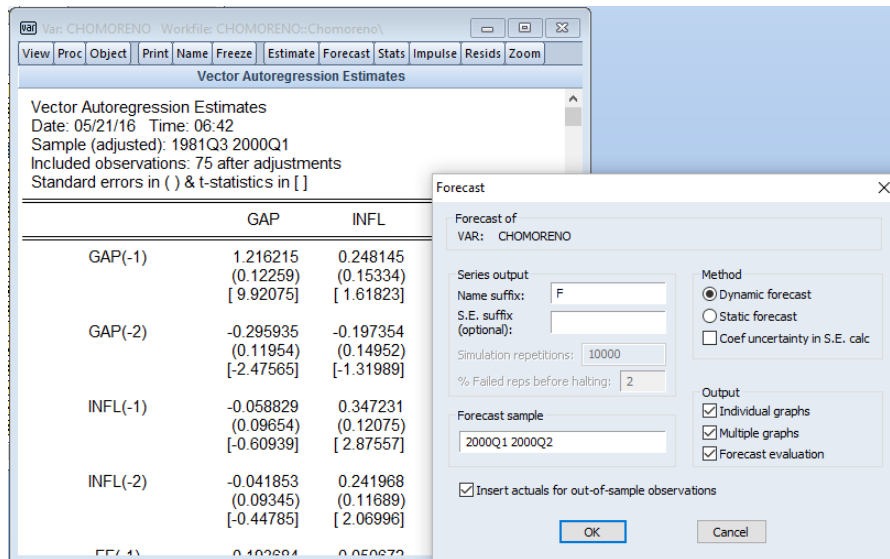 Var: CHOMORENO Workfile: CHOMORENO::Chomoreno\
View Proc Object Print Name Freeze Estimate Forecast Stats Impulse Resids Zoom
Vector Autoregression Estimates
Vector Autoregression Estimates
Date: 05/21/16 Time: 06:42
Sample (adjusted): 1981Q3 2000Q1
Included observations: 75 after adjustments
Standard errors in ( ) & t-statistics in [ ]
GAP INFL
GAP(-1) 1.216215 0.248145
(0.12259) (0.15334)
[ 9.92075] [ 1.61823]
GAP(-2) -0.295935 -0.197354
(0.11954) (0.14952)
[-2.47565] [-1.31989]
INFL(-1) -0.058829 0.347231
(0.09654) (0.12075)
[-0.60939] [ 2.87557]
INFL(-2) -0.041853 0.241968
(0.09345) (0.11689)
[-0.44785] [ 2.06996]
Forecast
Forecast of
VAR: CHOMORENO
Series output
Name suffix: F
S.E. suffix
(optional):
Simulation repetitions: 10000
% Failed reps before halting: 2
Forecast sample
2000Q1 2000Q2
Method
Dynamic forecast
Static forecast
Coef uncertainty in S.E. calc
Output
Individual graphs
Multiple graphs
Forecast evaluation
Insert actuals for out-of-sample observations
OK Cancel